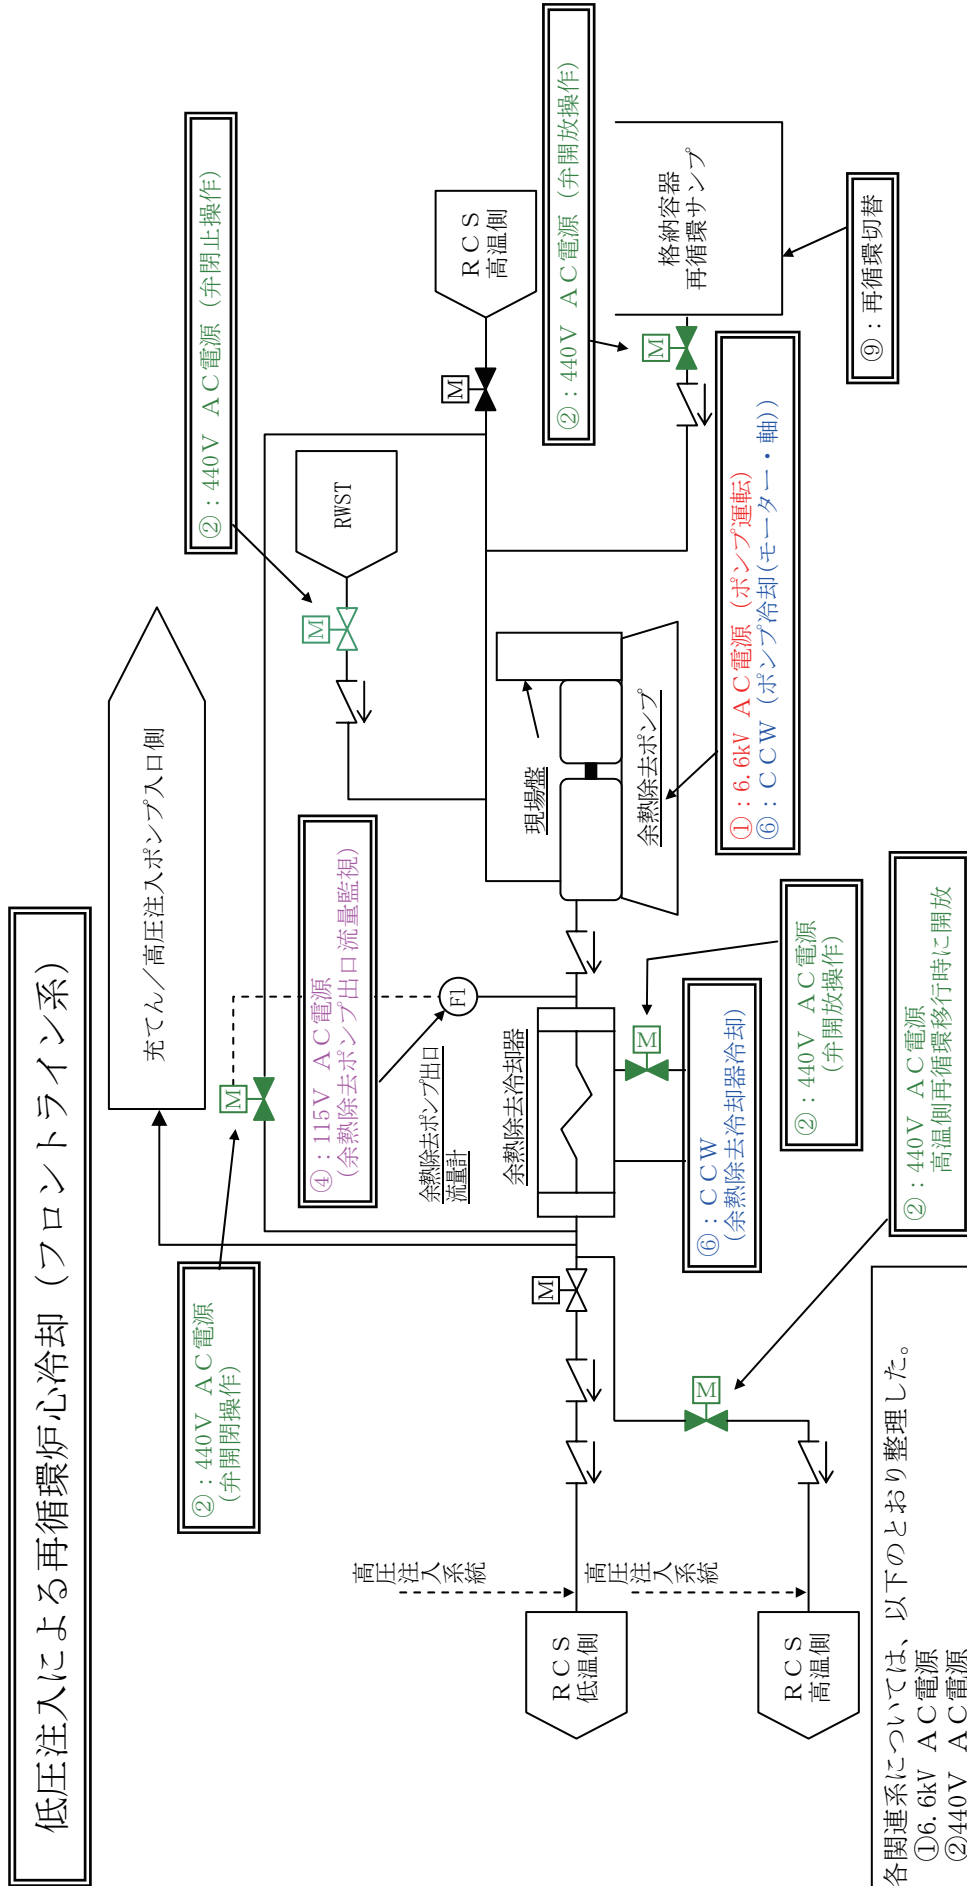 低圧注入による再循環炉心冷却（フロントライン系）
充てん／高圧注入ポンプ入口側
②：440V ＡＣ電源（弁閉止操作）
②：440V ＡＣ電源
（弁開閉操作）
M
M
RWST
ＲＣＳ
高温側
M
④：115V ＡＣ電源
（余熱除去ポンプ出口流量監視）
余熱除去ポンプ出口
流量計
F1
現場盤
余熱除去ポンプ
余熱除去冷却器
②：440V ＡＣ電源（弁開放操作）
M
格納容器
再循環サンプ
⑨：再循環切替
①：6.6kV ＡＣ電源（ポンプ運転）
⑥：ＣＣＷ（ポンプ冷却(モーター・軸)）
M
②：440V ＡＣ電源
（弁開放操作）
⑥：ＣＣＷ
（余熱除去冷却器冷却）
②：440V ＡＣ電源
高温側再循環移行時に開放
M
M
高圧注入系統
ＲＣＳ
低温側
高圧注入系統
ＲＣＳ
高温側
各関連系については、以下のとおり整理した。
①6.6kV ＡＣ電源
②440V ＡＣ電源